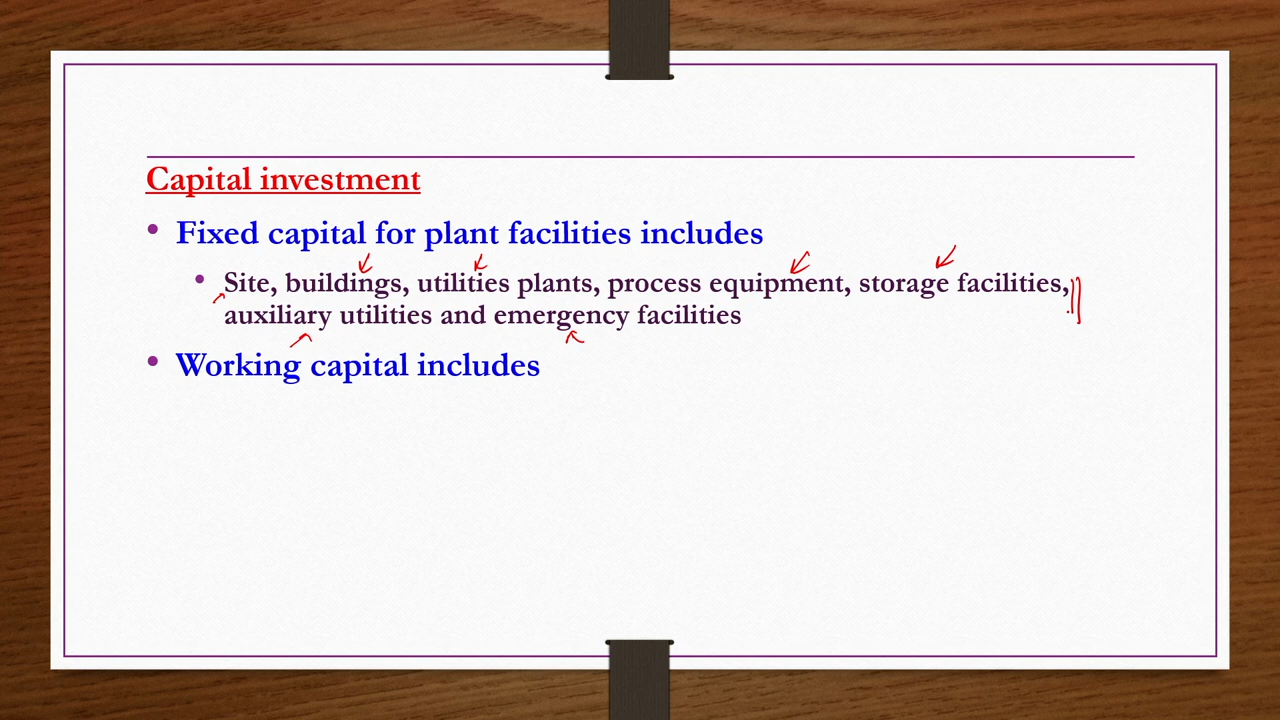 Capital investment
• Fixed capital for plant facilities includes
• Site, buildings, utilities plants, process equipment, storage facilities,
auxiliary utilities and emergency facilities
• Working capital includes